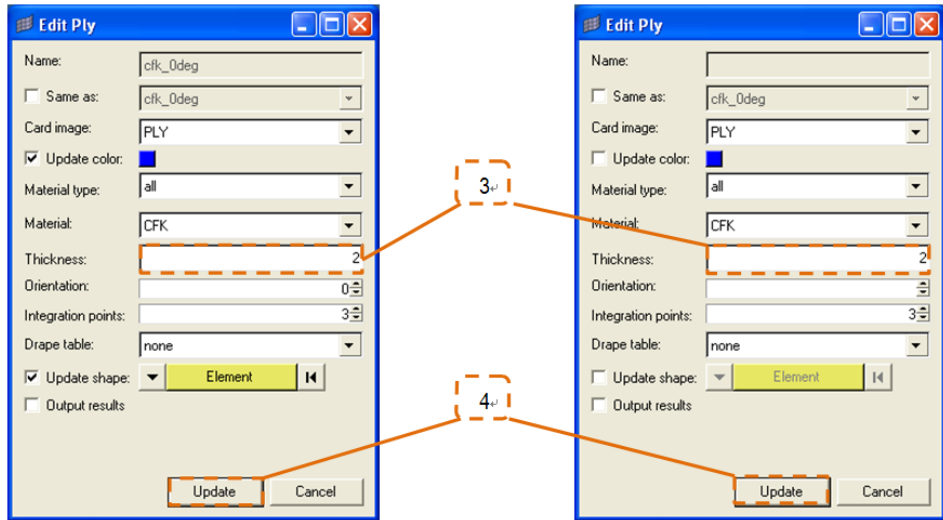 Edit Ply
Name: cfk_0deg
Same as: cfk_0deg
Card image: PLY
Update color:
Material type: all
Material: CFK
Thickness: 2
Orientation: 0
Integration points: 3
Drape table: none
Update shape: Element
Output results
Update Cancel
3
4
Edit Ply
Name:
Same as: cfk_0deg
Card image: PLY
Update color:
Material type: all
Material: CFK
Thickness: 2
Orientation:
Integration points: 3
Drape table: none
Update shape: Element
Output results
Update Cancel